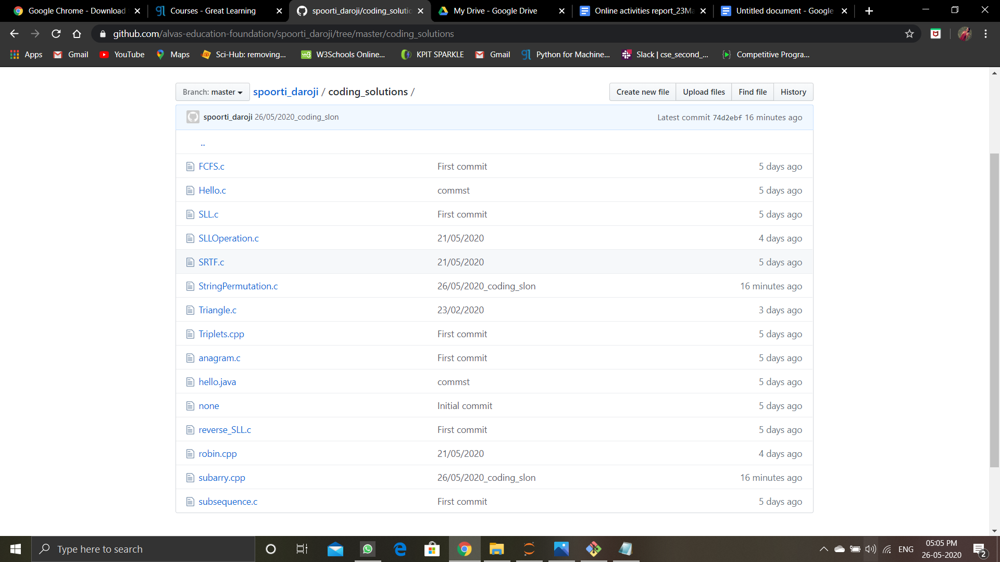 Google Chrome - Download
Courses - Great Learning
spoorti_daroji/coding_solutio
My Drive - Google Drive
Online activities report_23Ma
Untitled document - Google
github.com/alvas-education-foundation/spoorti_daroji/tree/master/coding_solutions
Apps
Gmail
YouTube
Maps
Sci-Hub: removing...
W3Schools Online...
KPIT SPARKLE
Gmail
Python for Machine...
Slack | cse_second_...
Competitive Progra...
Branch: master
spoorti_daroji / coding_solutions /
Create new file
Upload files
Find file
History
spoorti_daroji 26/05/2020_coding_slon
Latest commit 74d2ebf 16 minutes ago
..
FCFS.c First commit 5 days ago
Hello.c commst 5 days ago
SLL.c First commit 5 days ago
SLLOperation.c 21/05/2020 4 days ago
SRTF.c 21/05/2020 5 days ago
StringPermutation.c 26/05/2020_coding_slon 16 minutes ago
Triangle.c 23/02/2020 3 days ago
Triplets.cpp First commit 5 days ago
anagram.c First commit 5 days ago
hello.java commst 5 days ago
none Initial commit 5 days ago
reverse_SLL.c First commit 5 days ago
robin.cpp 21/05/2020 4 days ago
subarry.cpp 26/05/2020_coding_slon 16 minutes ago
subsequence.c First commit 5 days ago
Type here to search
ENG
05:05 PM
26-05-2020
2